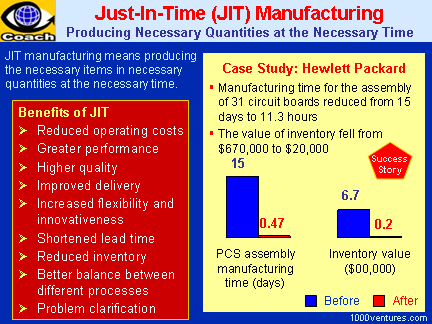 Coach
Just-In-Time (JIT) Manufacturing
Producing Necessary Quantities at the Necessary Time
JIT manufacturing means producing
the necessary items in necessary
quantities at the necessary time.
Benefits of JIT
➢ Reduced operating costs
➢ Greater performance
➢ Higher quality
➢ Improved delivery
➢ Increased flexibility and
innovativeness
➢ Shortened lead time
➢ Reduced inventory
➢ Better balance between
different processes
➢ Problem clarification
Case Study: Hewlett Packard
▪ Manufacturing time for the assembly
of 31 circuit boards reduced from 15
days to 11.3 hours
▪ The value of inventory fell from
$670,000 to $20,000
Success
Story
15
0.47
6.7
0.2
PCS assembly
manufacturing
time (days)
Inventory value
($00,000)
Before
After
1000ventures.com